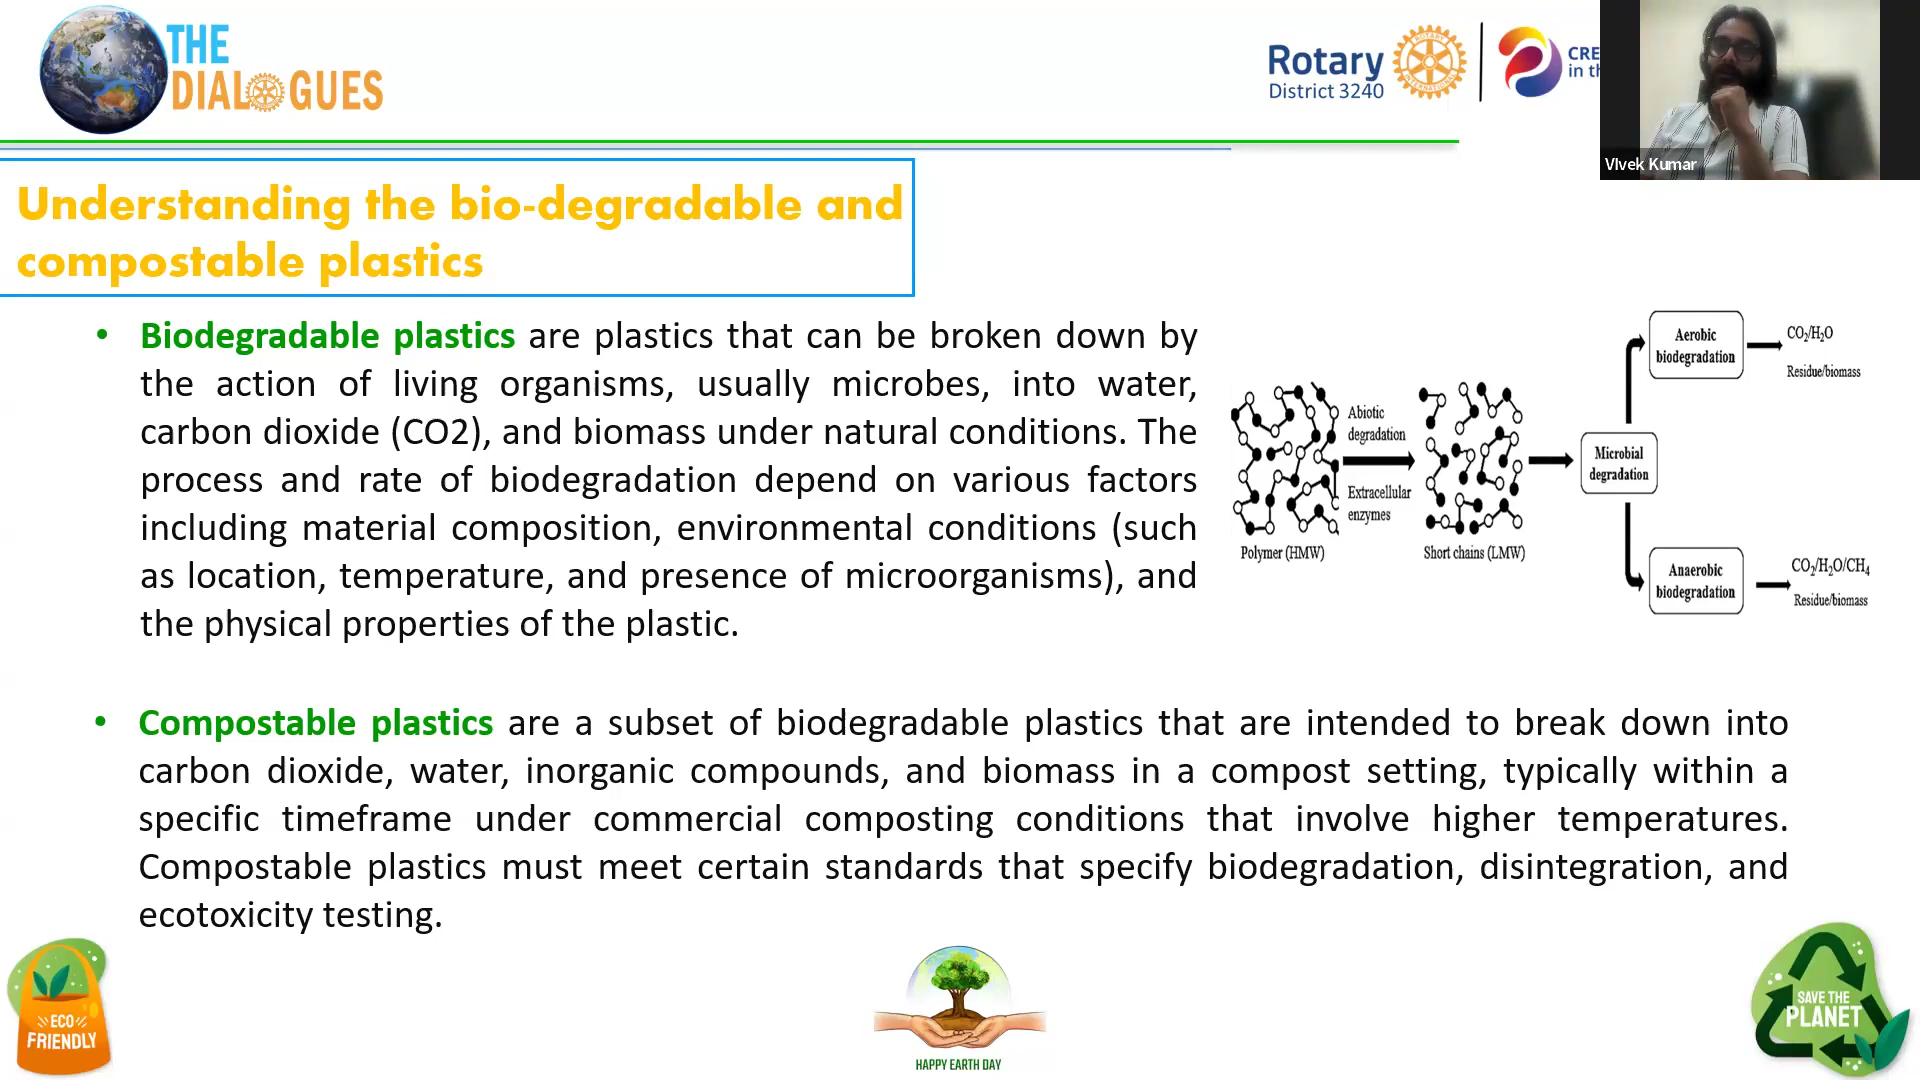 THE
DIALOGUES
Rotary
District 3240
CRE
in th
VIvek Kumar
Understanding the bio-degradable and
compostable plastics
• Biodegradable plastics are plastics that can be broken down by
the action of living organisms, usually microbes, into water,
carbon dioxide (CO2), and biomass under natural conditions. The
process and rate of biodegradation depend on various factors
including material composition, environmental conditions (such
as location, temperature, and presence of microorganisms), and
the physical properties of the plastic.
Polymer (HMW)
Abiotic
degradation
Extracellular
enzymes
Short chains (LMW)
Microbial
degradation
Aerobic
biodegradation
CO₂/H₂O
Residue/biomass
Anaerobic
biodegradation
CO₂/H₂O/CH₄
Residue/biomass
• Compostable plastics are a subset of biodegradable plastics that are intended to break down into
carbon dioxide, water, inorganic compounds, and biomass in a compost setting, typically within a
specific timeframe under commercial composting conditions that involve higher temperatures.
Compostable plastics must meet certain standards that specify biodegradation, disintegration, and
ecotoxicity testing.
ECO
FRIENDLY
HAPPY EARTH DAY
SAVE THE
PLANET